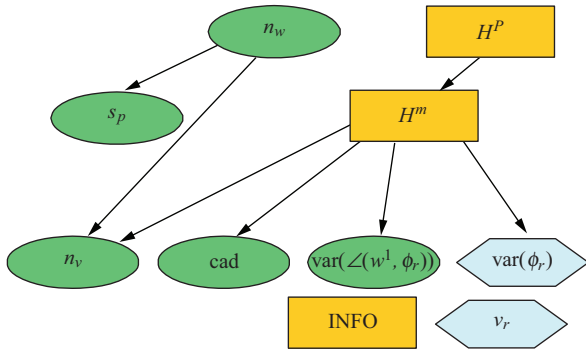 n_w
H^P
s_p
H^m
n_v
cad
var(∠(w^1, ϕ_r))
var(ϕ_r)
INFO
v_r